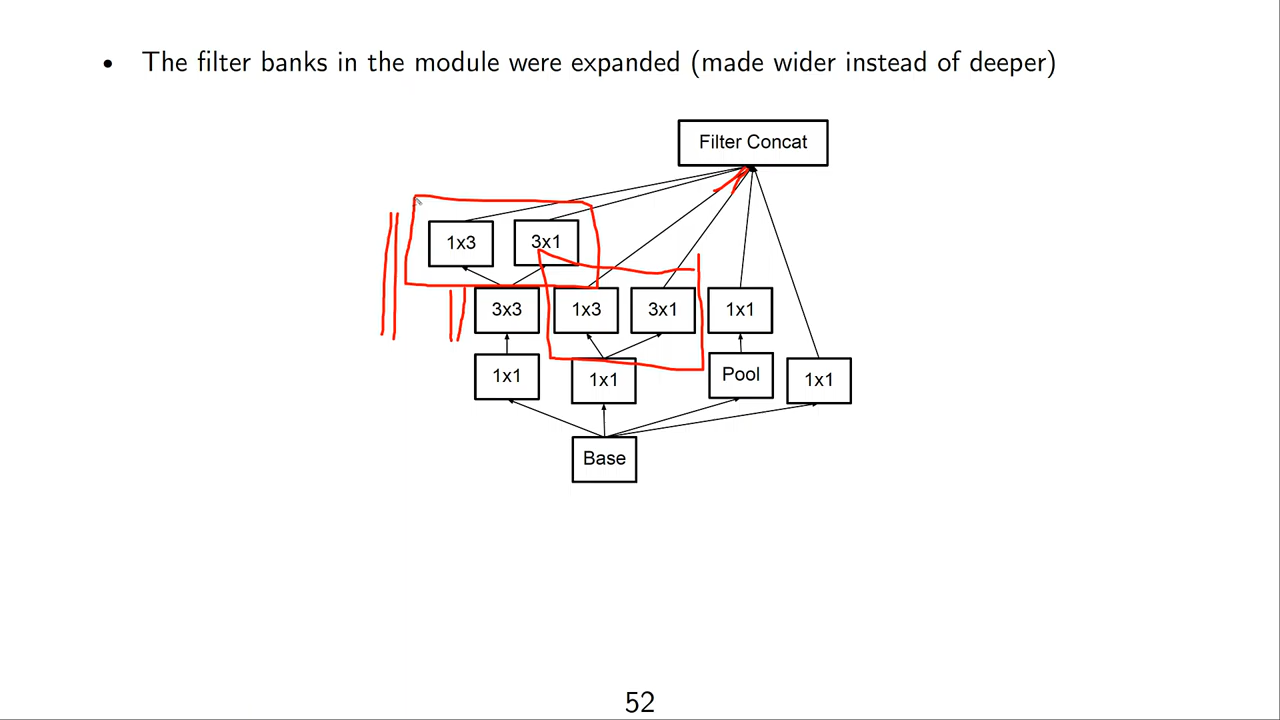 • The filter banks in the module were expanded (made wider instead of deeper)
Filter Concat
1x3 3x1
3x3 1x3 3x1 1x1
1x1 1x1 Pool 1x1
Base
52